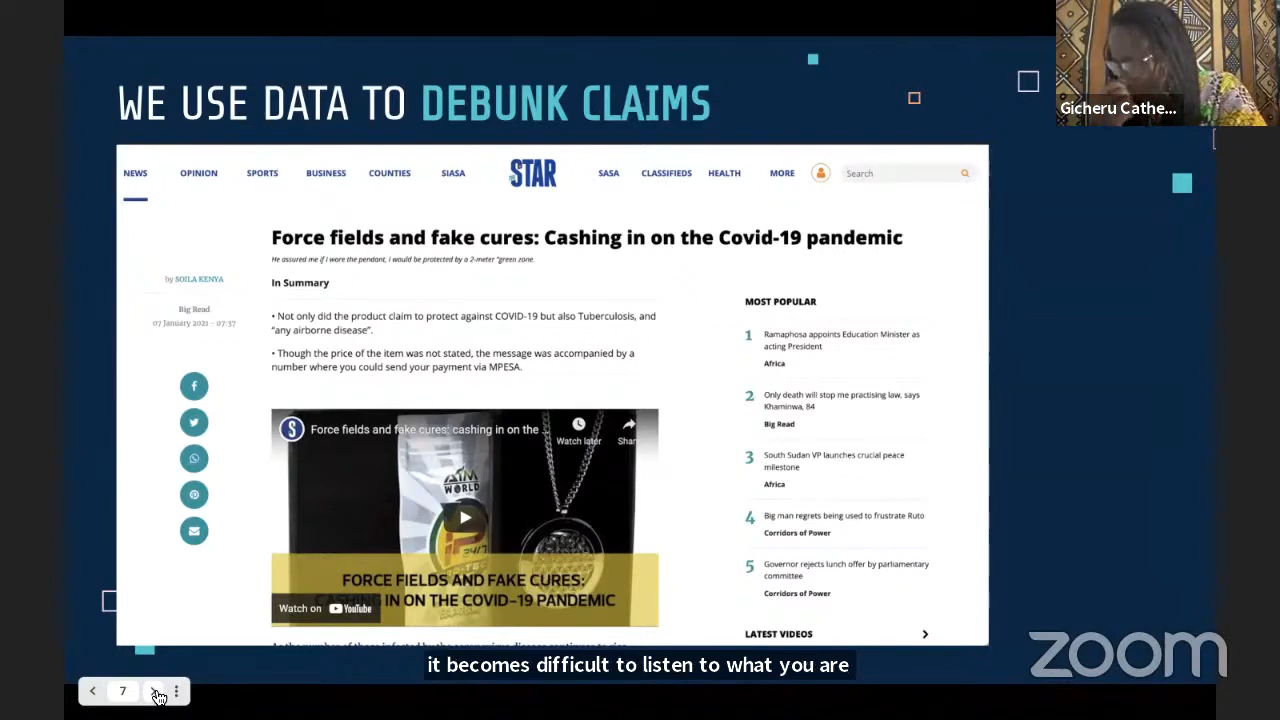 WE USE DATA TO DEBUNK CLAIMS
Gicheru Cathe...
NEWS
OPINION
SPORTS
BUSINESS
COUNTIES
SIASA
THE STAR
SASA
CLASSIFIEDS
HEALTH
MORE
Search
Force fields and fake cures: Cashing in on the Covid-19 pandemic
He assured me if I wore the pendant, I would be protected by a 2-meter "green zone.
by SOILA KENYA
Big Read
07 January 2021 - 07:37
In Summary
• Not only did the product claim to protect against COVID-19 but also Tuberculosis, and
"any airborne disease".
• Though the price of the item was not stated, the message was accompanied by a
number where you could send your payment via MPESA.
Force fields and fake cures: cashing in on the ...
Watch later
Shar
AIM
WORLD
24/7
FORCE FIELDS AND FAKE CURES:
CASHING IN ON THE COVID-19 PANDEMIC
Watch on YouTube
MOST POPULAR
1
Ramaphosa appoints Education Minister as
acting President
Africa
2
Only death will stop me practising law, says
Khaminwa, 84
Big Read
3
South Sudan VP launches crucial peace
milestone
Africa
4
Big man regrets being used to frustrate Ruto
Corridors of Power
5
Governor rejects lunch offer by parliamentary
committee
Corridors of Power
LATEST VIDEOS
it becomes difficult to listen to what you are
zoom
7